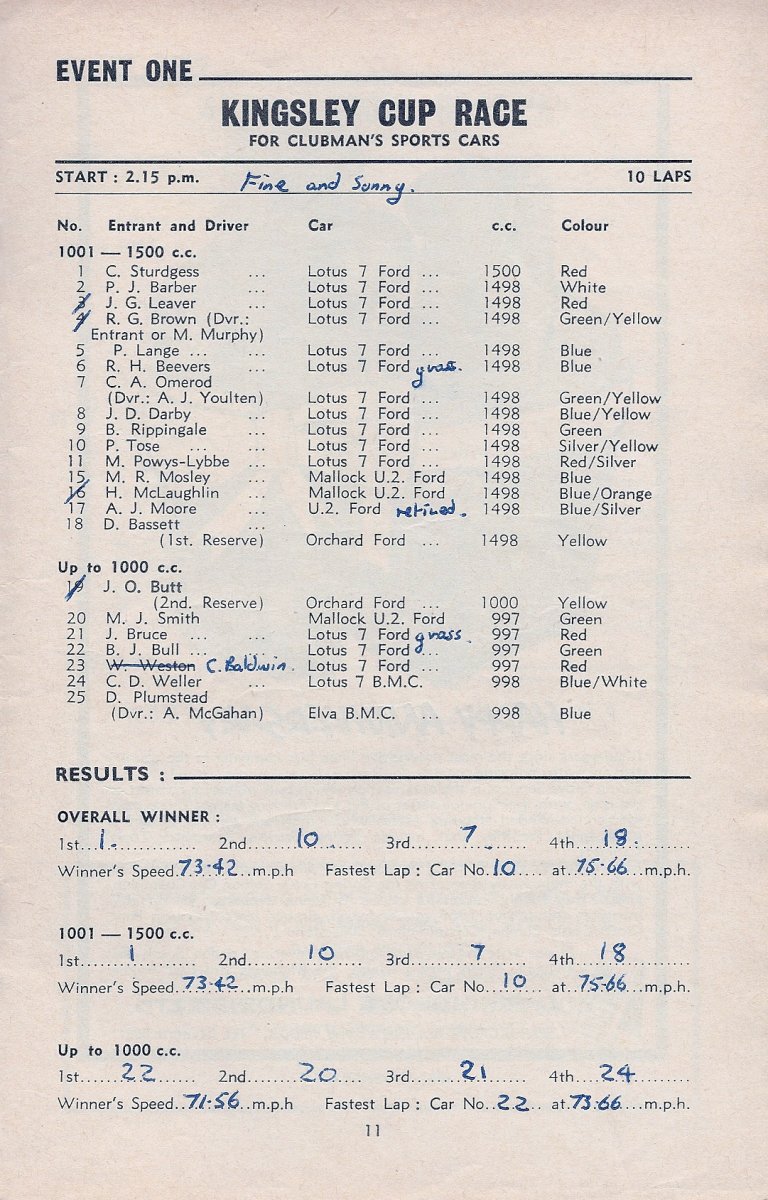 EVENT ONE
KINGSLEY CUP RACE
FOR CLUBMAN'S SPORTS CARS
START : 2.15 p.m. Fine and Sunny. 10 LAPS
No. Entrant and Driver Car c.c. Colour
1001 — 1500 c.c.
1 C. Sturdgess ... Lotus 7 Ford ... 1500 Red
2 P. J. Barber ... Lotus 7 Ford ... 1498 White
3 J. G. Leaver ... Lotus 7 Ford ... 1498 Red
4 R. G. Brown (Dvr.: Lotus 7 Ford ... 1498 Green/Yellow
Entrant or M. Murphy)
5 P. Lange ... ... Lotus 7 Ford ... 1498 Blue
6 R. H. Beevers ... Lotus 7 Ford grass. 1498 Blue
7 C. A. Omerod
(Dvr.: A. J. Youlten) Lotus 7 Ford ... 1498 Green/Yellow
8 J. D. Darby ... Lotus 7 Ford ... 1498 Blue/Yellow
9 B. Rippingale ... Lotus 7 Ford ... 1498 Green
10 P. Tose ... ... Lotus 7 Ford ... 1498 Silver/Yellow
11 M. Powys-Lybbe ... Lotus 7 Ford ... 1498 Red/Silver
15 M. R. Mosley ... Mallock U.2. Ford 1498 Blue
16 H. McLaughlin ... Mallock U.2. Ford 1498 Blue/Orange
17 A. J. Moore ... U.2. Ford retired. 1498 Blue/Silver
18 D. Bassett ...
(1st. Reserve) Orchard Ford ... 1498 Yellow
Up to 1000 c.c.
19 J. O. Butt
(2nd. Reserve) Orchard Ford ... 1000 Yellow
20 M. J. Smith Mallock U.2. Ford 997 Green
21 J. Bruce ... ... Lotus 7 Ford grass 997 Red
22 B. J. Bull ... ... Lotus 7 Ford ... 997 Green
23 W. Weston C. Baldwin. Lotus 7 Ford ... 997 Red
24 C. D. Weller ... Lotus 7 B.M.C. 998 Blue/White
25 D. Plumstead
(Dvr.: A. McGahan) Elva B.M.C. ... 998 Blue
RESULTS :
OVERALL WINNER :
1st...1............. 2nd........10..... 3rd........7...... 4th.....18.........
Winner's Speed.73.42..m.p.h Fastest Lap : Car No.10.... at.75.66...m.p.h.
1001 — 1500 c.c.
1st........1......... 2nd..........10...... 3rd........7....... 4th......18.........
Winner's Speed..73.42...m.p.h Fastest Lap : Car No...10.... at..75.66...m.p.h.
Up to 1000 c.c.
1st......22....... 2nd........20....... 3rd.......21...... 4th......24.........
Winner's Speed..71.56...m.p.h Fastest Lap : Car No..22.. at.73.66....m.p.h.
11